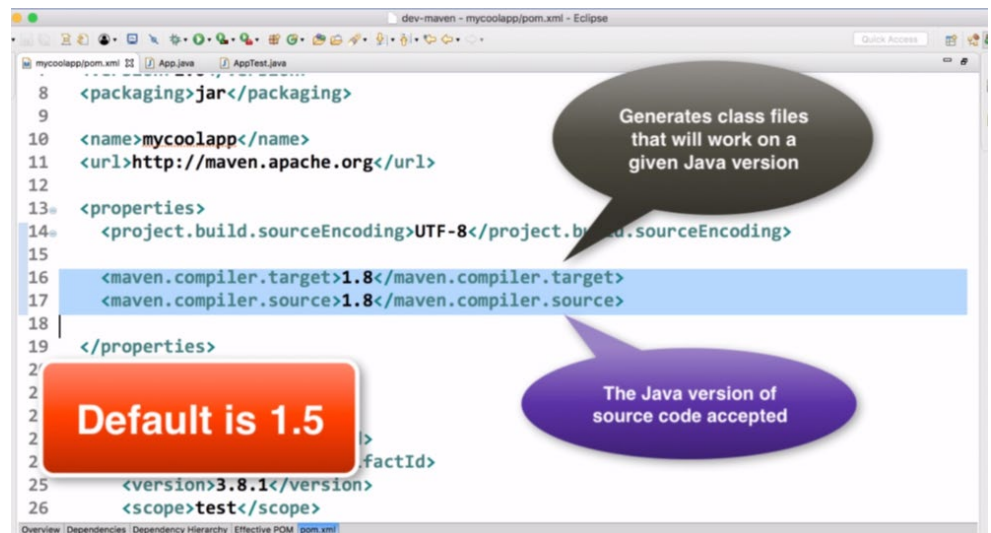 dev-maven - mycoolapp/pom.xml - Eclipse
Quick Access
mycoolapp/pom.xml App.java AppTest.java
8 <packaging>jar</packaging>
9
10 <name>mycoolapp</name>
11 <url>http://maven.apache.org</url>
12
13 <properties>
14 <project.build.sourceEncoding>UTF-8</project.build.sourceEncoding>
15
16 <maven.compiler.target>1.8</maven.compiler.target>
17 <maven.compiler.source>1.8</maven.compiler.source>
18
19 </properties>
25 <version>3.8.1</version>
26 <scope>test</scope>
Generates class files
that will work on a
given Java version
The Java version of
source code accepted
Default is 1.5
Overview Dependencies Dependency Hierarchy Effective POM pom.xml